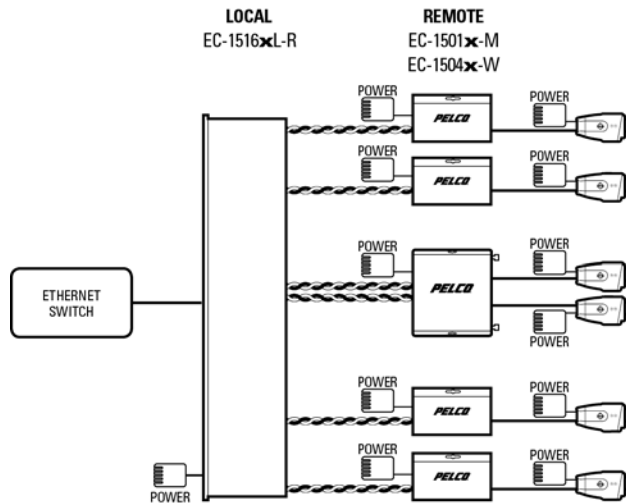 LOCAL
EC-1516xL-R
REMOTE
EC-1501x-M
EC-1504x-W
POWER
POWER
PELCO
POWER
POWER
PELCO
POWER
POWER
PELCO
POWER
ETHERNET
SWITCH
POWER
POWER
PELCO
POWER
POWER
PELCO
POWER